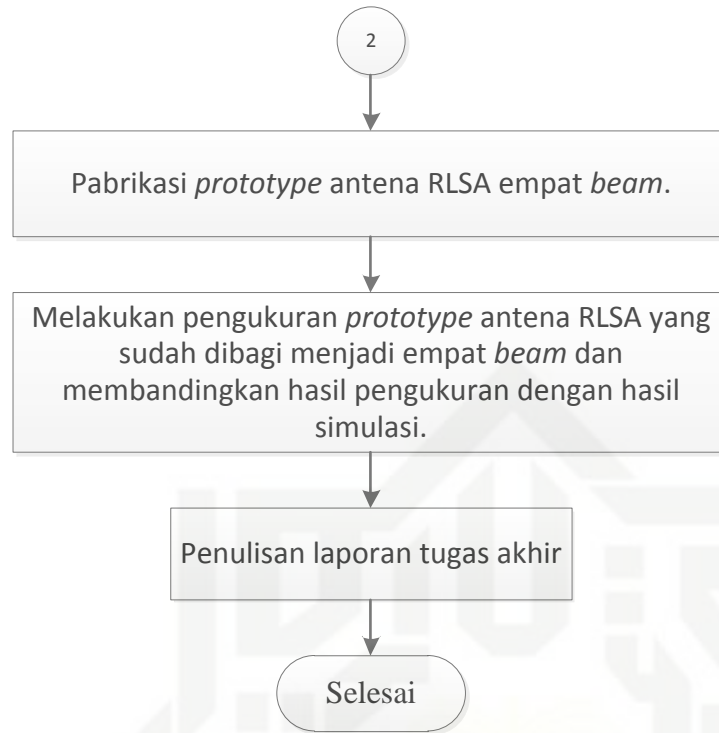 2
Pabrikasi prototype antena RLSA empat beam.
Melakukan pengukuran prototype antena RLSA yang
sudah dibagi menjadi empat beam dan
membandingkan hasil pengukuran dengan hasil
simulasi.
Penulisan laporan tugas akhir
Selesai